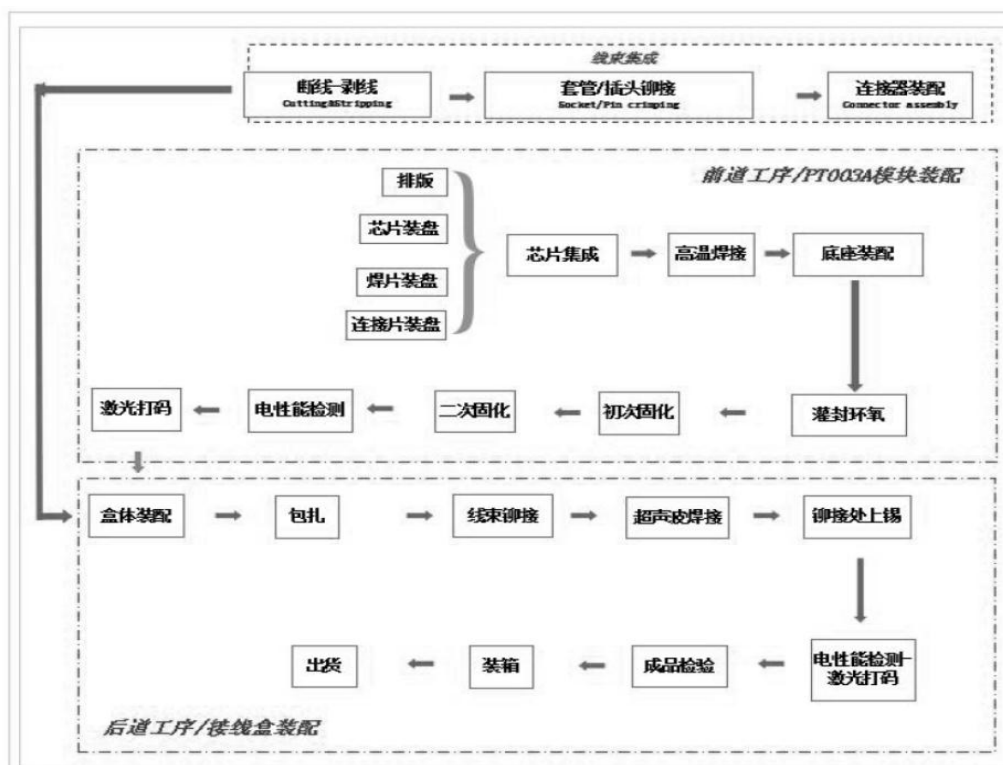 线束集成
断线-剥线
Cutting&Stripping
套管/插头铆接
Socket/Pin crimping
连接器装配
Connector assembly
前道工序/PT003A模块装配
排版
芯片装盘
焊片装盘
连接片装盘
芯片集成
高温焊接
底座装配
激光打码
电性能检测
二次固化
初次固化
灌封环氧
盒体装配
包扎
线束铆接
超声波焊接
铆接处上锡
出货
装箱
成品检验
电性能检测-
激光打码
后道工序/接线盒装配